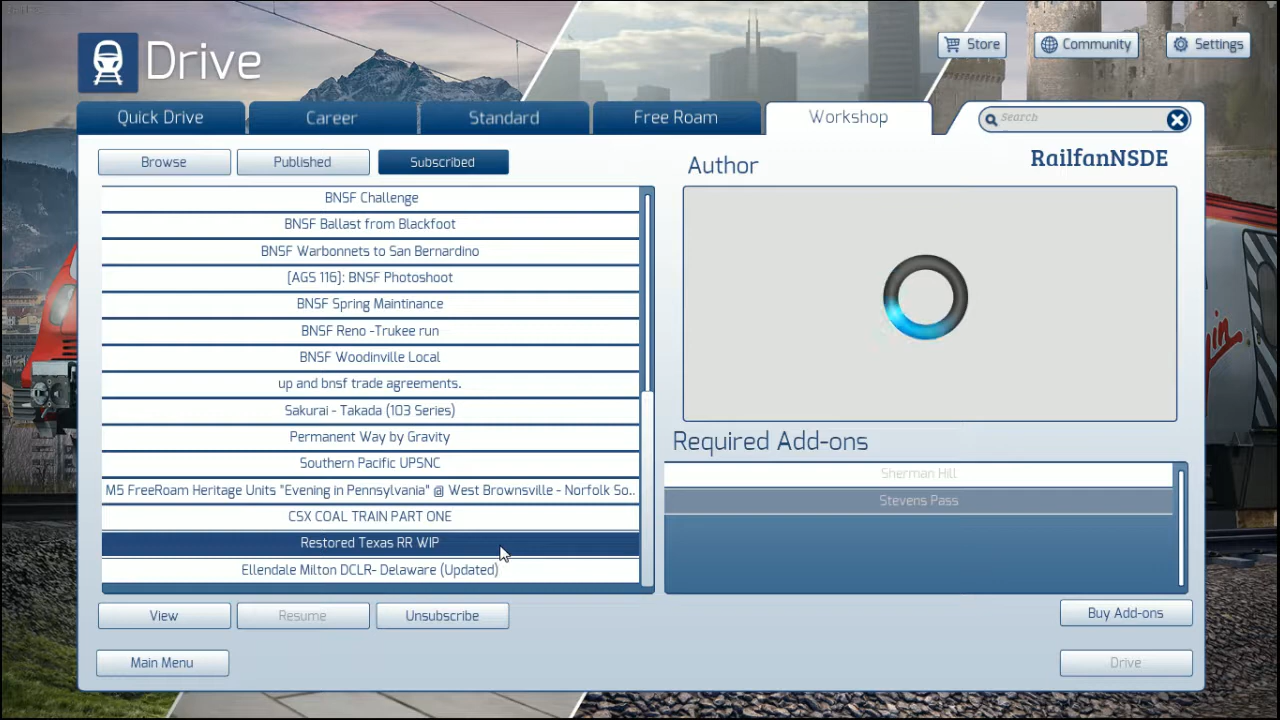 Drive
Store
Community
Settings
Quick Drive
Career
Standard
Free Roam
Workshop
Search
Browse
Published
Subscribed
Author
RailfanNSDE
BNSF Challenge
BNSF Ballast from Blackfoot
BNSF Warbonnets to San Bernardino
[AGS 116]: BNSF Photoshoot
BNSF Spring Maintinance
BNSF Reno -Trukee run
BNSF Woodinville Local
up and bnsf trade agreements.
Sakurai - Takada (103 Series)
Permanent Way by Gravity
Southern Pacific UPSNC
M5 FreeRoam Heritage Units "Evening in Pennsylvania" @ West Brownsville - Norfolk So..
CSX COAL TRAIN PART ONE
Restored Texas RR WIP
Ellendale Milton DCLR- Delaware (Updated)
Required Add-ons
Sherman Hill
Stevens Pass
View
Resume
Unsubscribe
Buy Add-ons
Main Menu
Drive